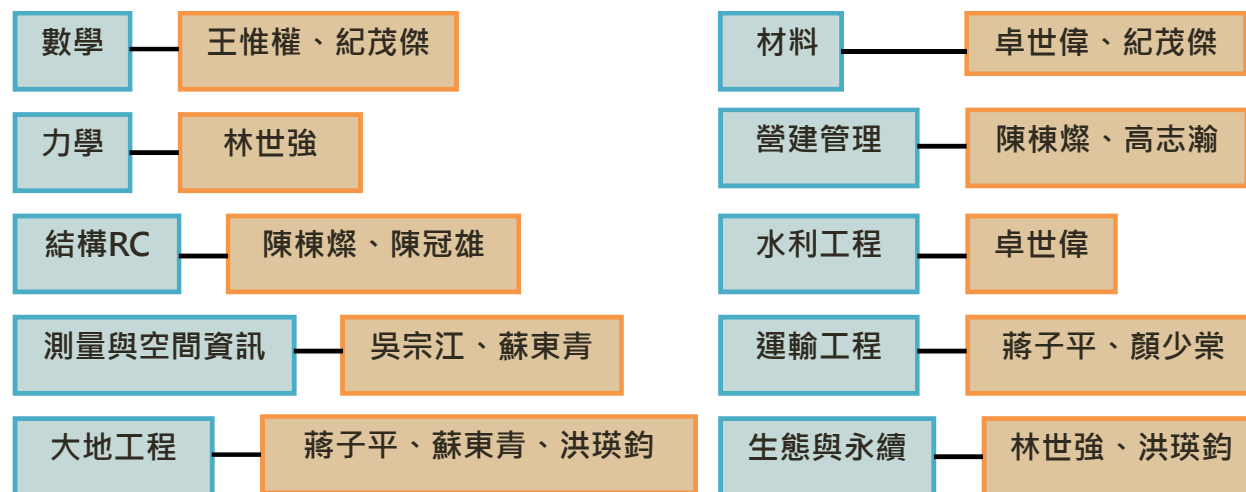 數學
王惟權、紀茂傑
力學
林世強
結構RC
陳棟燦、陳冠雄
測量與空間資訊
吳宗江、蘇東青
大地工程
蔣子平、蘇東青、洪瑛鈞
材料
卓世偉、紀茂傑
營建管理
陳棟燦、高志瀚
水利工程
卓世偉
運輸工程
蔣子平、顏少棠
生態與永續
林世強、洪瑛鈞